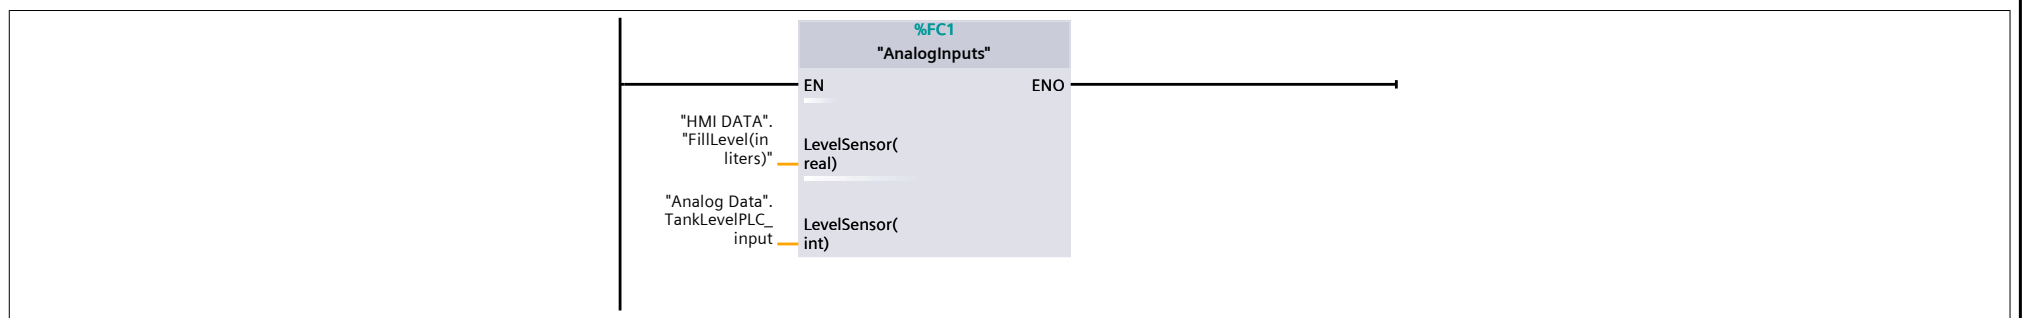 %FC1
"AnalogInputs"
EN
ENO
"HMI DATA".
"FillLevel(in
liters)"
LevelSensor(
real)
"Analog Data".
TankLevelPLC_
input
LevelSensor(
int)